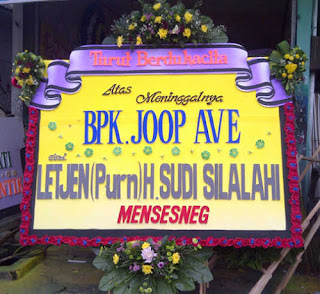 Turut Berdukacita
Atas
Meninggalnya
BPK. JOOP AVE
dari
LETJEN(Purn)H.SUDI SILALAHI
MENSESNEG